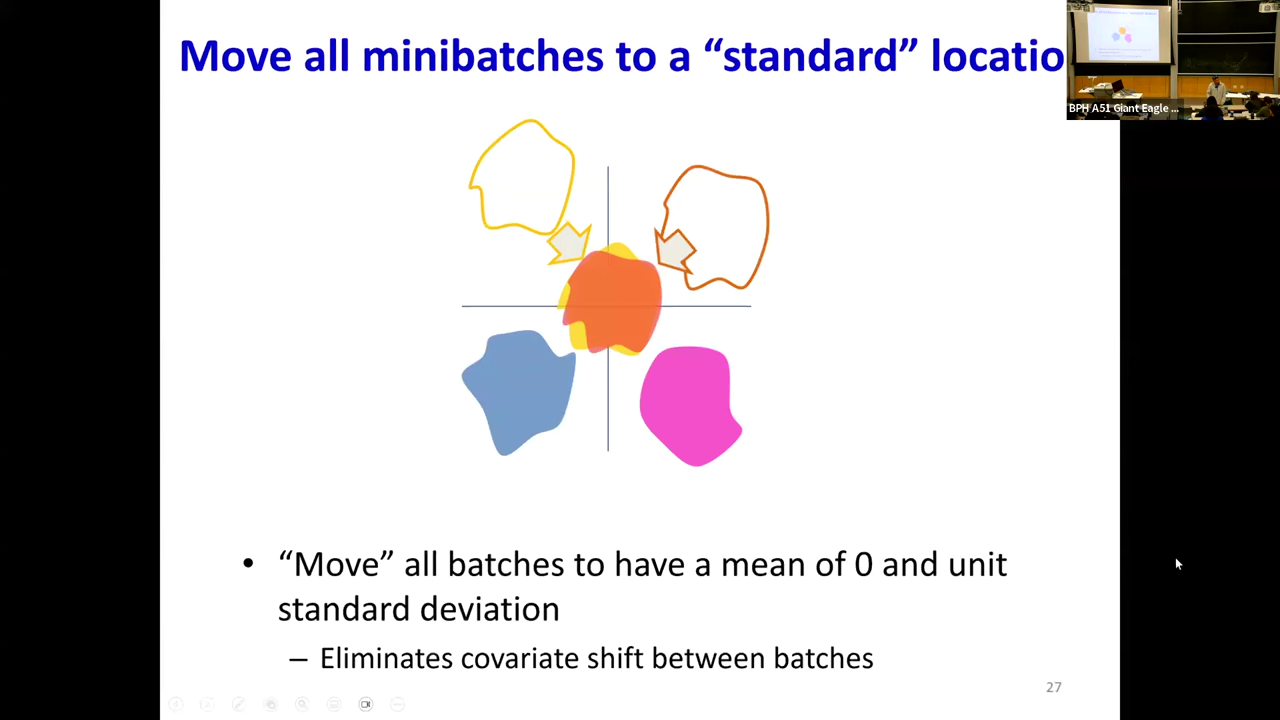 Move all minibatches to a “standard” locatio
BPH A51 Giant Eagle ...
• “Move” all batches to have a mean of 0 and unit
standard deviation
– Eliminates covariate shift between batches
27